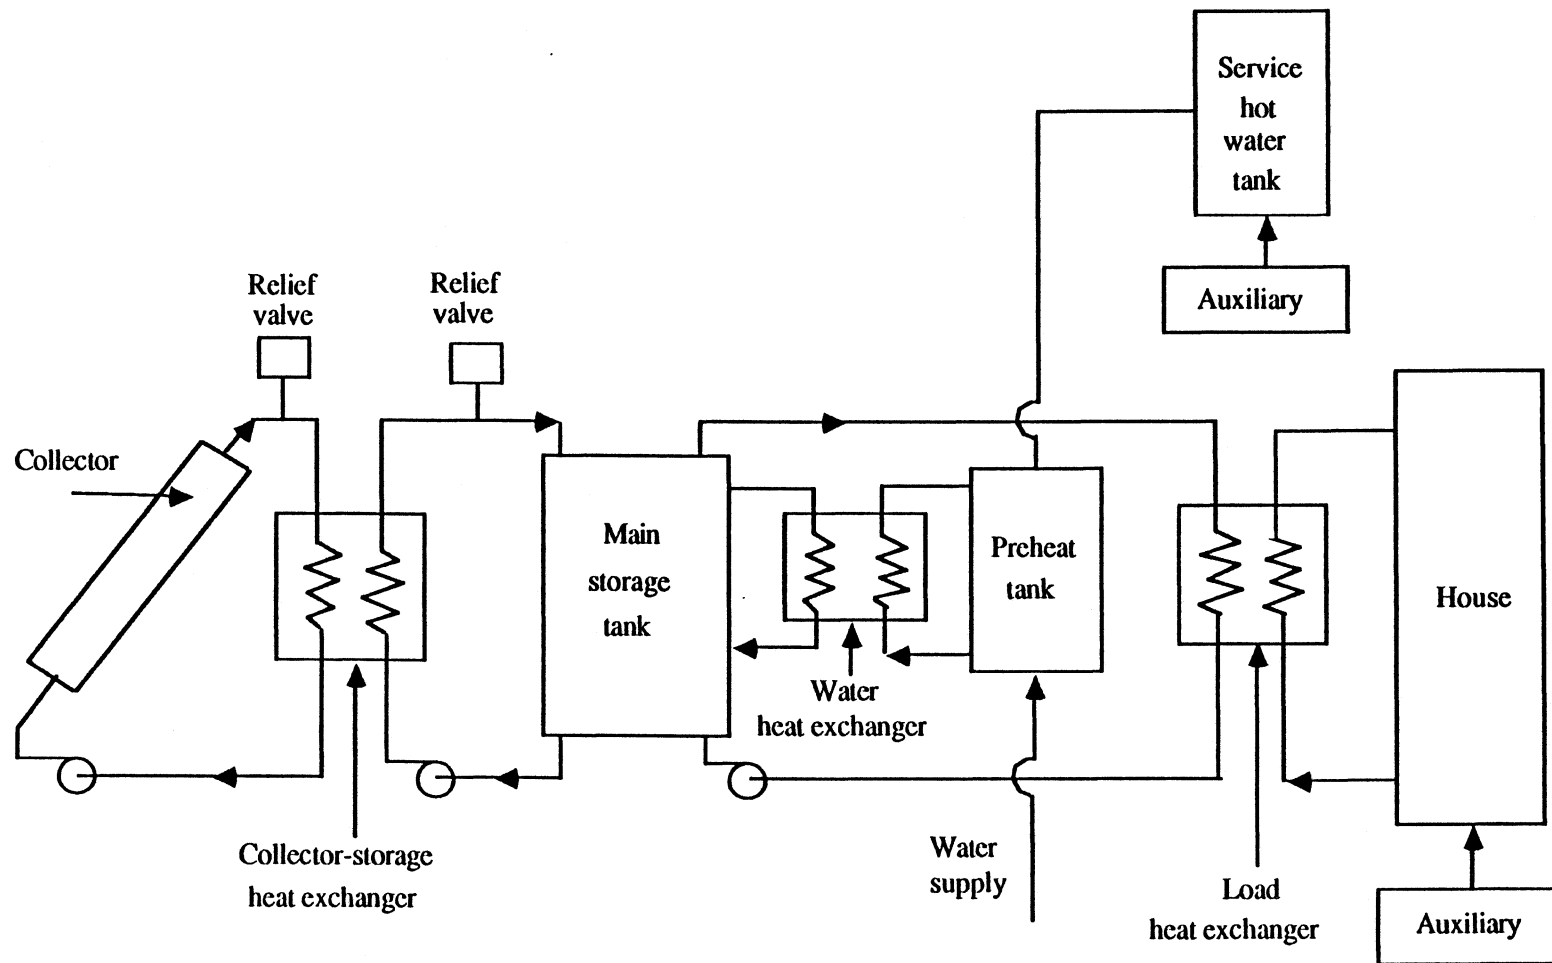 Service
hot
water
tank
Auxiliary
Relief
valve
Relief
valve
Collector
Main
storage
tank
Preheat
tank
House
Water
heat exchanger
Collector-storage
heat exchanger
Water
supply
Load
heat exchanger
Auxiliary